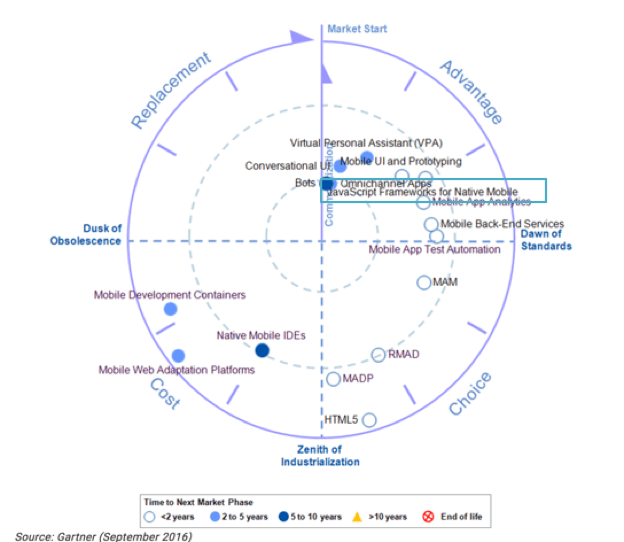 Market Start
Replacement
Advantage
Virtual Personal Assistant (VPA)
Conversational UI
Mobile UI and Prototyping
Bots
Omnichannel Apps
JavaScript Frameworks for Native Mobile
Mobile App Analytics
Mobile Back-End Services
Dusk of
Obsolescence
Dawn of
Standards
Mobile App Test Automation
MAM
Mobile Development Containers
Native Mobile IDEs
RMAD
Mobile Web Adaptation Platforms
MADP
Cost
Choice
HTML5
Zenith of
Industrialization
Time to Next Market Phase
<2 years 2 to 5 years 5 to 10 years >10 years End of life
Source: Gartner (September 2016)